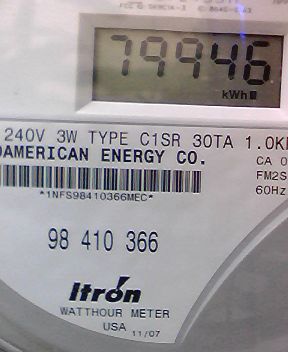 79946
kWh
240V 3W TYPE C1SR 30TA 1.0K
AMERICAN ENERGY CO.
CA 0
FM2S
60Hz
*1NFS98410366MEC*
98 410 366
Itrón
WATTHOUR METER
USA 11/07